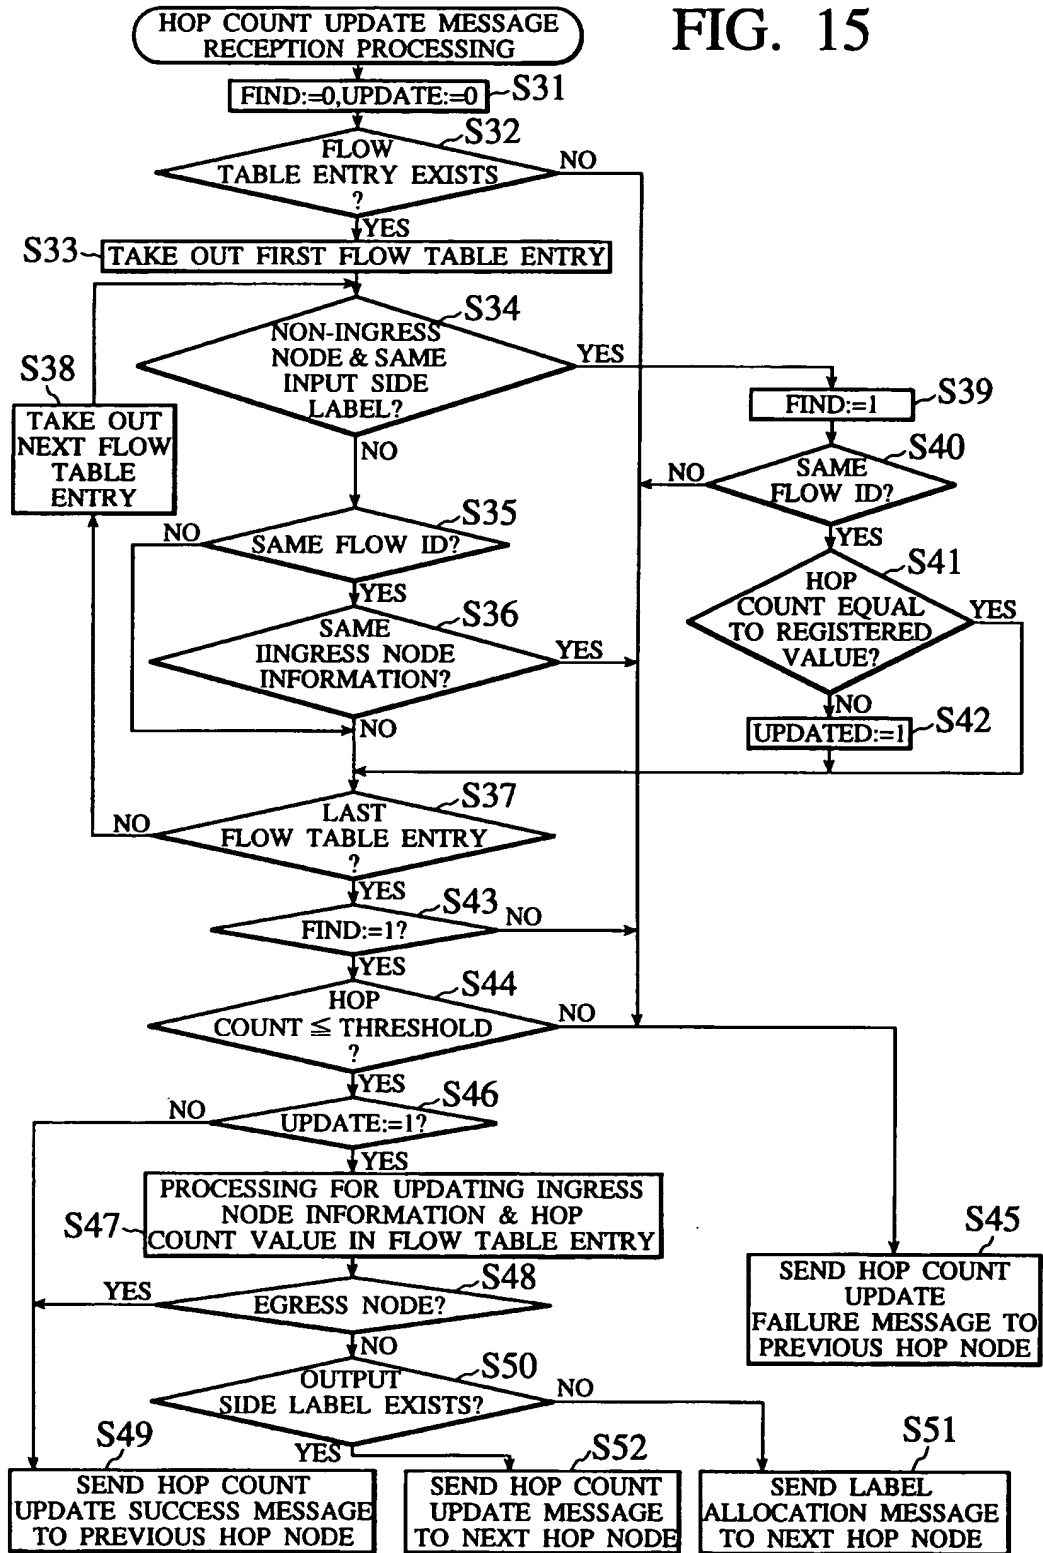 HOP COUNT UPDATE MESSAGE
RECEPTION PROCESSING
FIG. 15
FIND:=0,UPDATE:=0
S31
S32
FLOW
TABLE ENTRY EXISTS
?
NO
YES
S33
TAKE OUT FIRST FLOW TABLE ENTRY
S34
NON-INGRESS
NODE & SAME
INPUT SIDE
LABEL?
YES
NO
S38
TAKE OUT
NEXT FLOW
TABLE
ENTRY
S39
FIND:=1
S40
SAME
FLOW ID?
NO
YES
S35
SAME FLOW ID?
NO
YES
S41
HOP
COUNT EQUAL
TO REGISTERED
VALUE?
YES
NO
S36
SAME
IINGRESS NODE
INFORMATION?
YES
NO
S42
UPDATED:=1
S37
LAST
FLOW TABLE ENTRY
?
NO
YES
S43
FIND:=1?
NO
YES
S44
HOP
COUNT ≦ THRESHOLD
?
NO
YES
S46
UPDATE:=1?
NO
YES
S47
PROCESSING FOR UPDATING INGRESS
NODE INFORMATION & HOP
COUNT VALUE IN FLOW TABLE ENTRY
S45
SEND HOP COUNT
UPDATE
FAILURE MESSAGE TO
PREVIOUS HOP NODE
S48
EGRESS NODE?
YES
NO
S50
OUTPUT
SIDE LABEL EXISTS?
NO
YES
S49
SEND HOP COUNT
UPDATE SUCCESS MESSAGE
TO PREVIOUS HOP NODE
S52
SEND HOP COUNT
UPDATE MESSAGE
TO NEXT HOP NODE
S51
SEND LABEL
ALLOCATION MESSAGE
TO NEXT HOP NODE